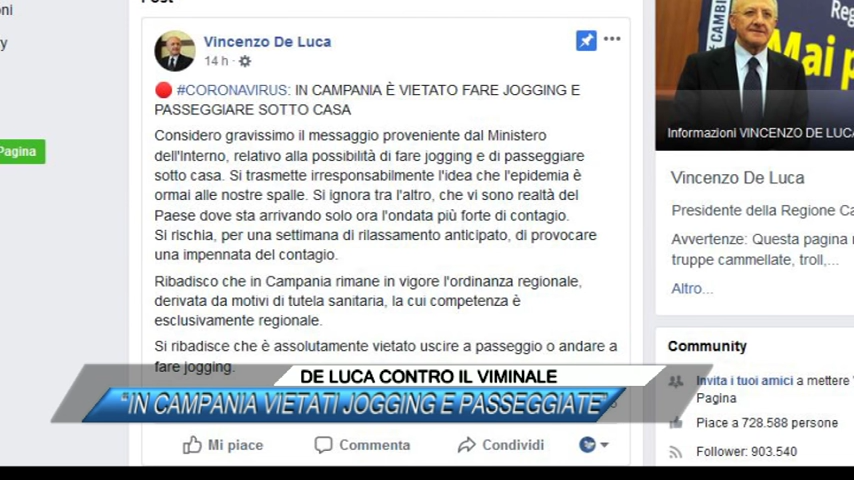 Vincenzo De Luca
14 h
#CORONAVIRUS: IN CAMPANIA È VIETATO FARE JOGGING E
PASSEGGIARE SOTTO CASA
Considero gravissimo il messaggio proveniente dal Ministero
dell'Interno, relativo alla possibilità di fare jogging e di passeggiare
sotto casa. Si trasmette irresponsabilmente l'idea che l'epidemia è
ormai alle nostre spalle. Si ignora tra l'altro, che vi sono realtà del
Paese dove sta arrivando solo ora l'ondata più forte di contagio.
Si rischia, per una settimana di rilassamento anticipato, di provocare
una impennata del contagio.
Ribadisco che in Campania rimane in vigore l'ordinanza regionale,
derivata da motivi di tutela sanitaria, la cui competenza è
esclusivamente regionale.
Si ribadisce che è assolutamente vietato uscire a passeggio o andare a
fare jogging.
DE LUCA CONTRO IL VIMINALE
"IN CAMPANIA VIETATI JOGGING E PASSEGGIATE"
Mi piace
Commenta
Condividi
Pagina
CAMBI
Reg
Mai p
Informazioni VINCENZO DE LUCA
Vincenzo De Luca
Presidente della Regione Ca
Avvertenze: Questa pagina n
truppe cammellate, troll,...
Altro...
Community
Invita i tuoi amici a mettere "
Pagina
Piace a 728.588 persone
Follower: 903.540